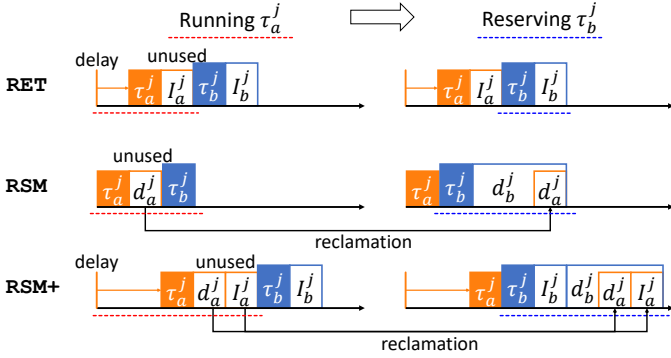 Running τ_a^j Reserving τ_b^j
delay unused
RET τ_a^j I_a^j τ_b^j I_b^j τ_a^j I_a^j τ_b^j I_b^j
unused
RSM τ_a^j d_a^j τ_b^j τ_a^j τ_b^j d_b^j d_a^j
reclamation
delay unused
RSM+ τ_a^j d_a^j I_a^j τ_b^j I_b^j τ_a^j τ_b^j I_b^j d_b^j d_a^j I_a^j
reclamation